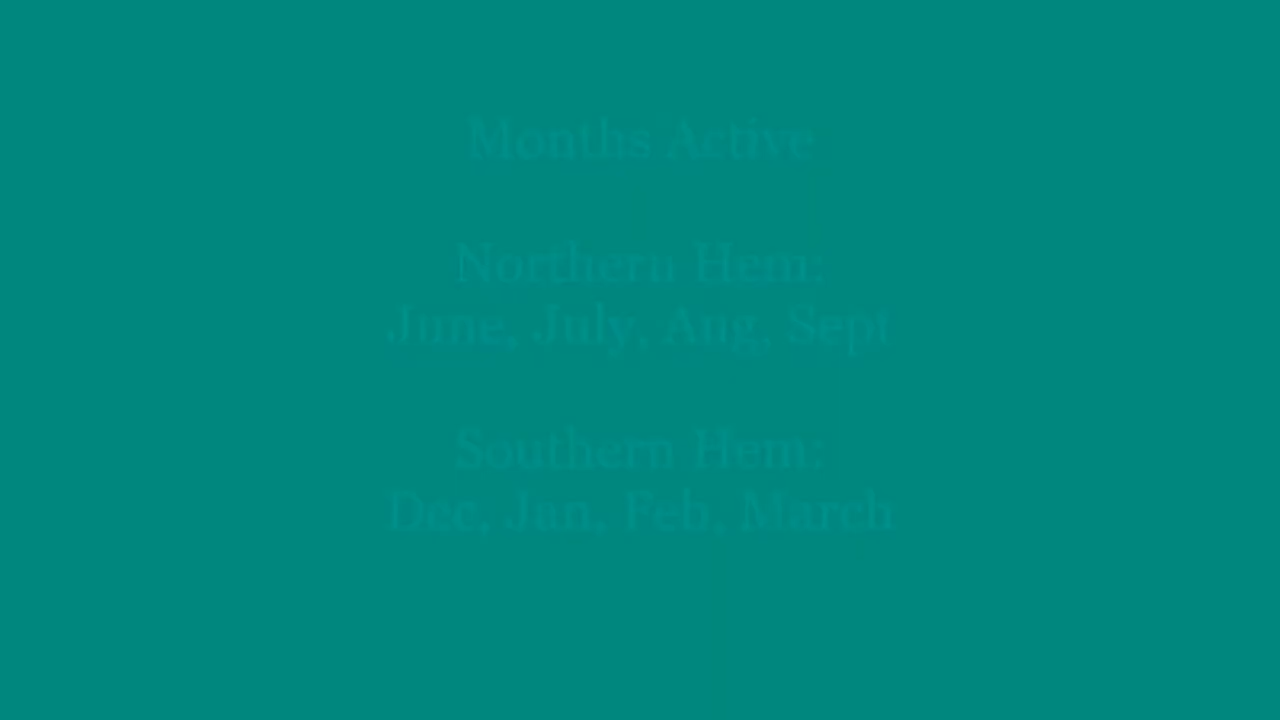 Months Active
Northern Hem:
June, July, Aug, Sept
Southern Hem:
Dec, Jan, Feb, March